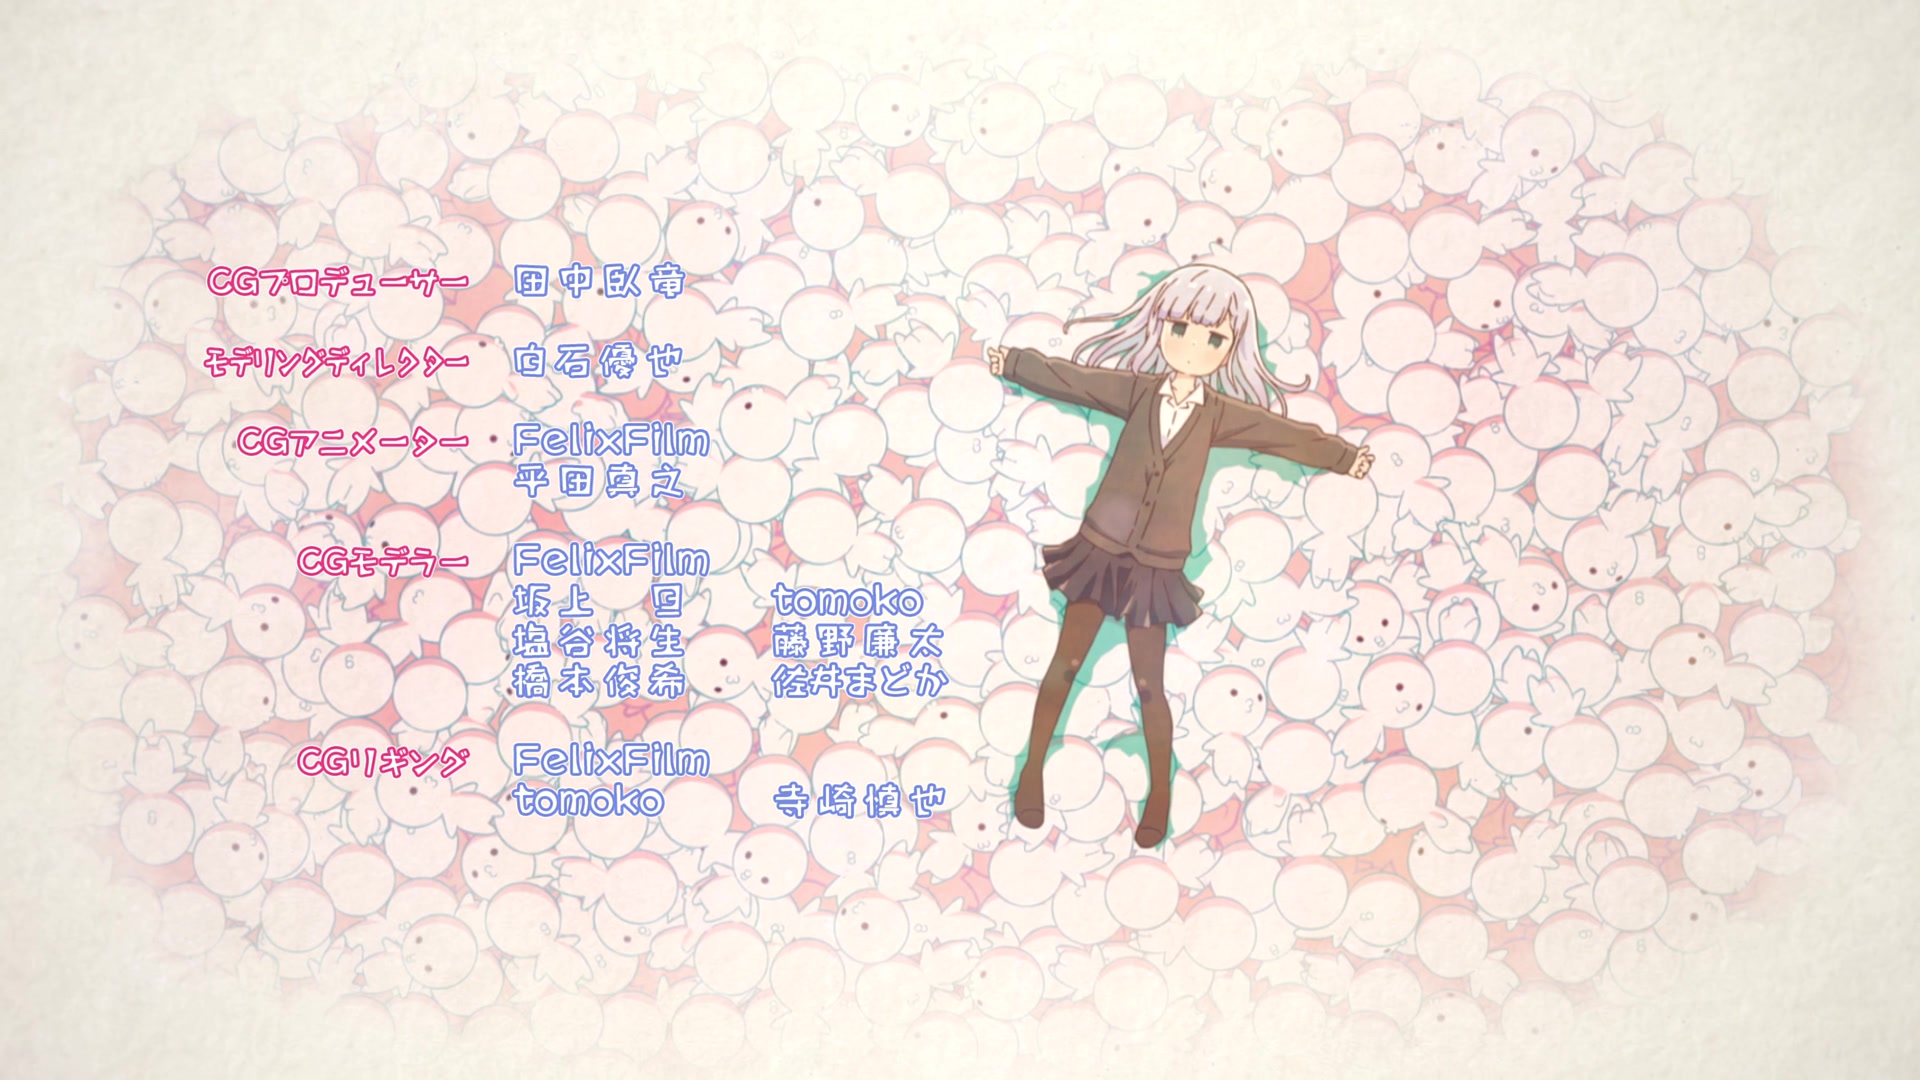 CGプロデューサー 田中臥竜
モデリングディレクター 白石優也
CGアニメーター FelixFilm
平田真之
CGモデラー FelixFilm
坂上 旦 tomoko
塩谷将生 藤野廉太
橋本俊希 佐井まどか
CGリギング FelixFilm
tomoko 寺崎慎也